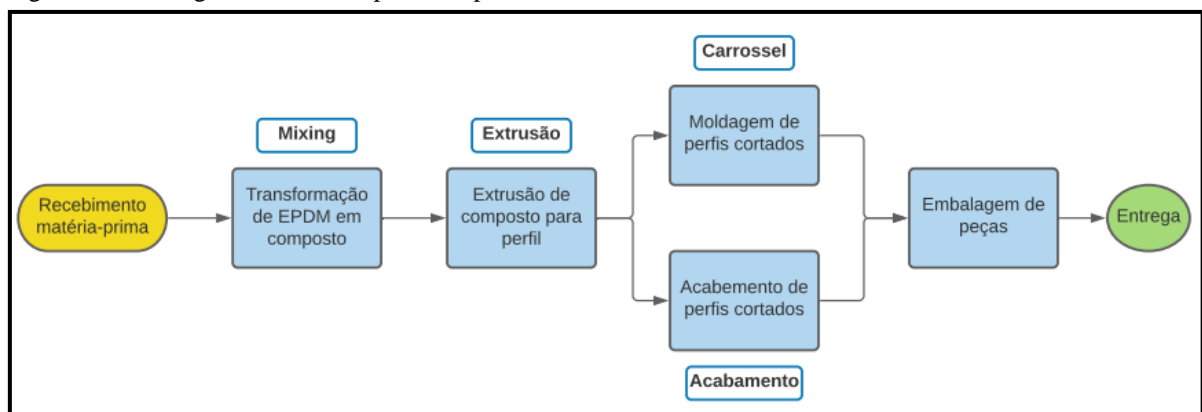 Carrossel
Mixing
Extrusão
Moldagem de
perfis cortados
Recebimento
matéria-prima
Transformação
de EPDM em
composto
Extrusão de
composto para
perfil
Embalagem de
peças
Entrega
Acabemento de
perfis cortados
Acabamento